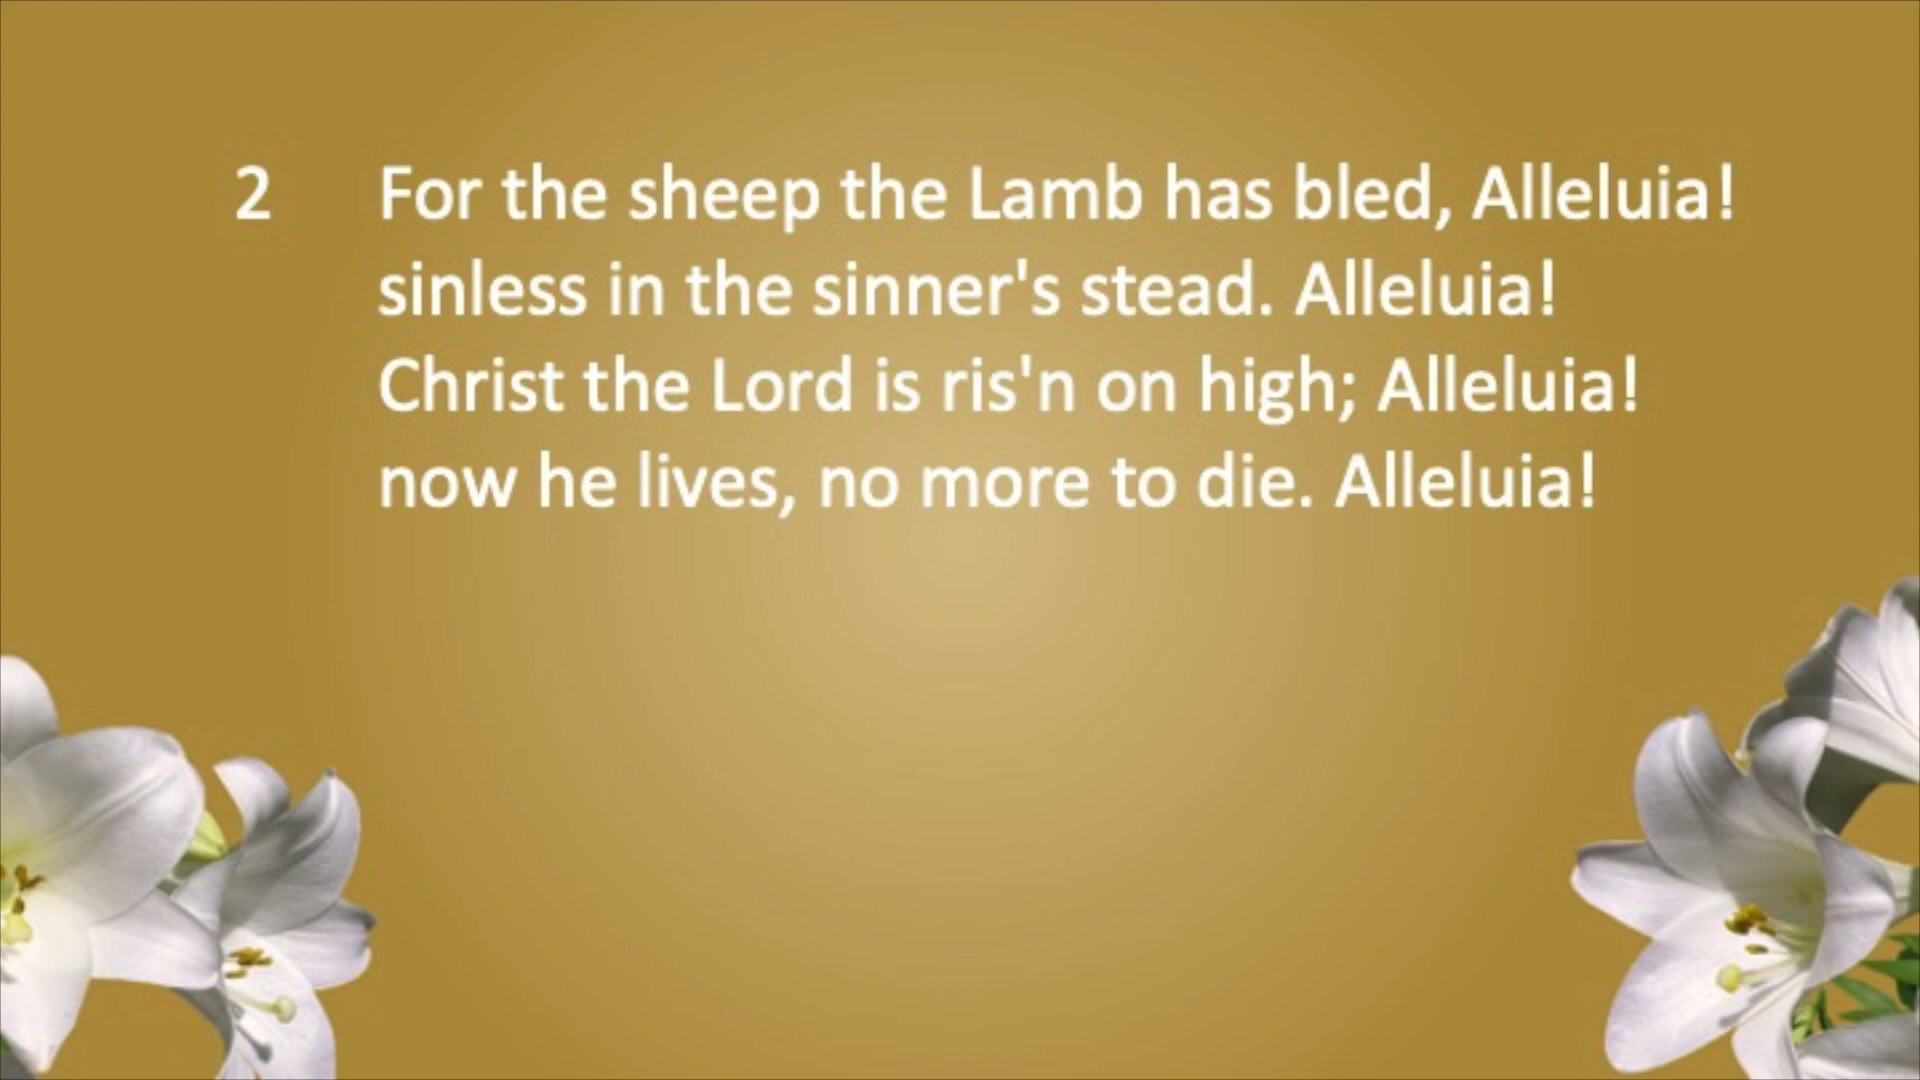 2 For the sheep the Lamb has bled, Alleluia!
sinless in the sinner's stead. Alleluia!
Christ the Lord is ris'n on high; Alleluia!
now he lives, no more to die. Alleluia!